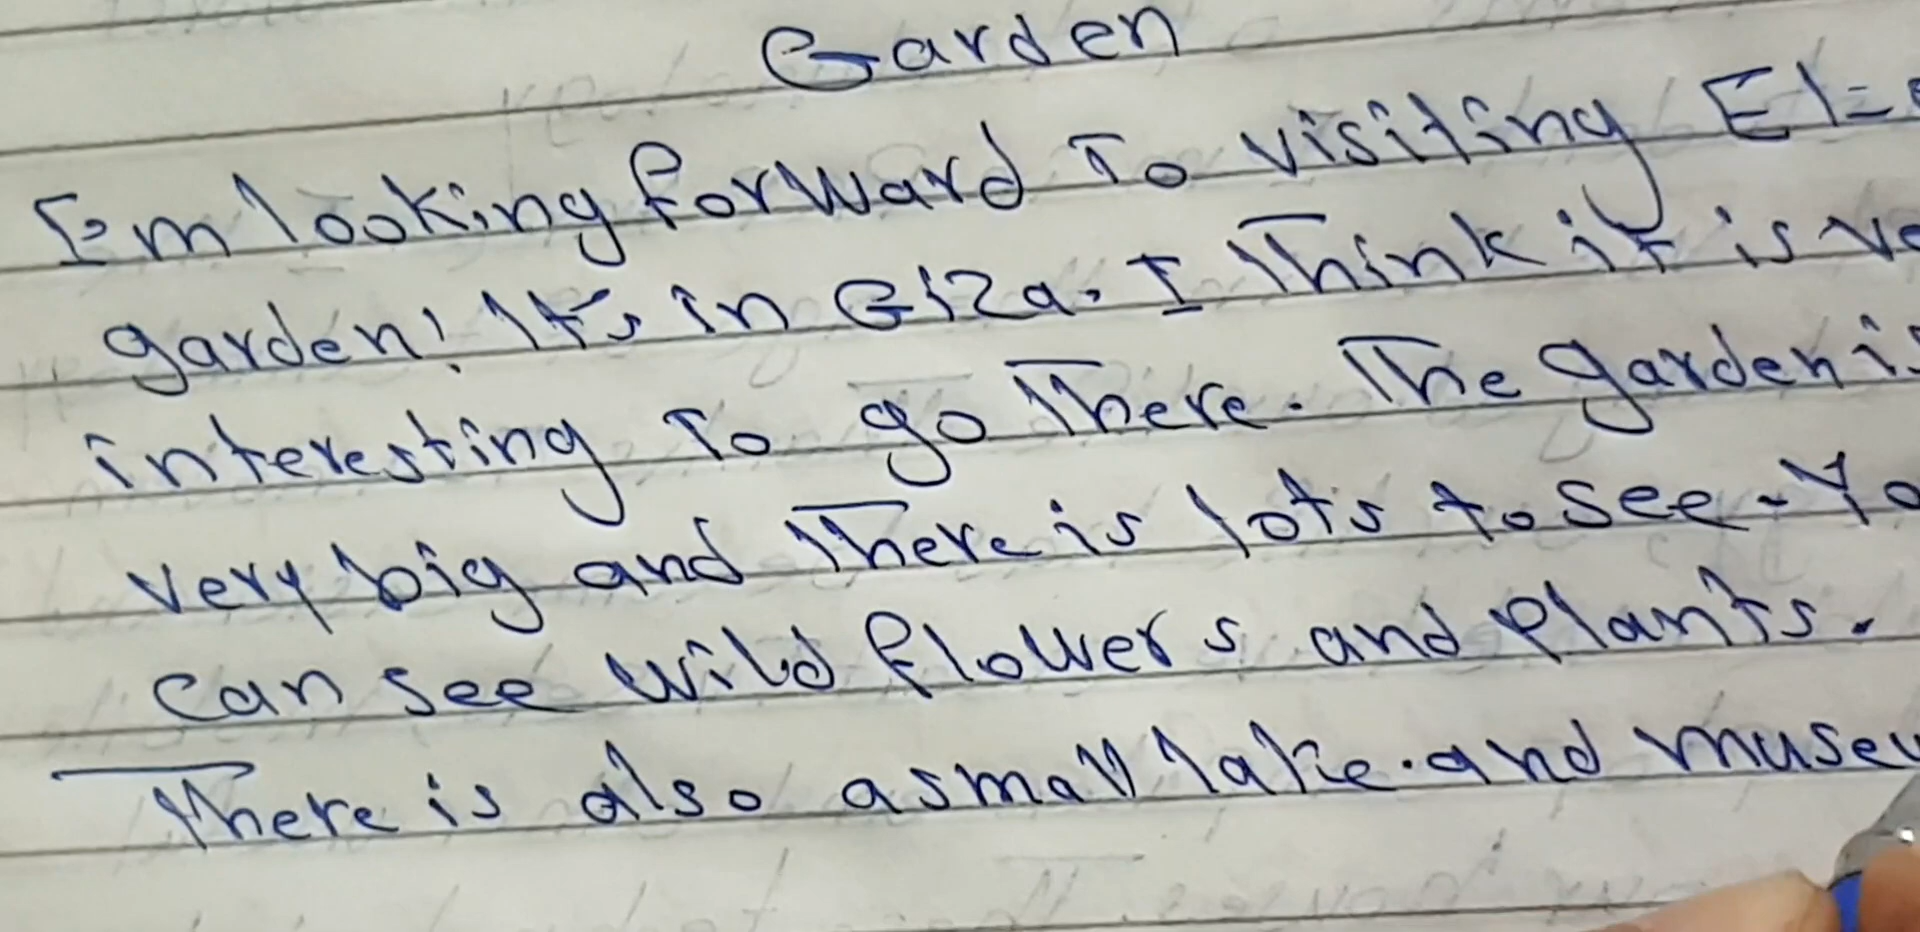 Garden
I'm looking forward To visiting El-
garden! It's in Giza. I Think it is
interesting To go There. The garden is
very big and There is lots to see.
can see wild flowers and plants.
There is also a small lake. and